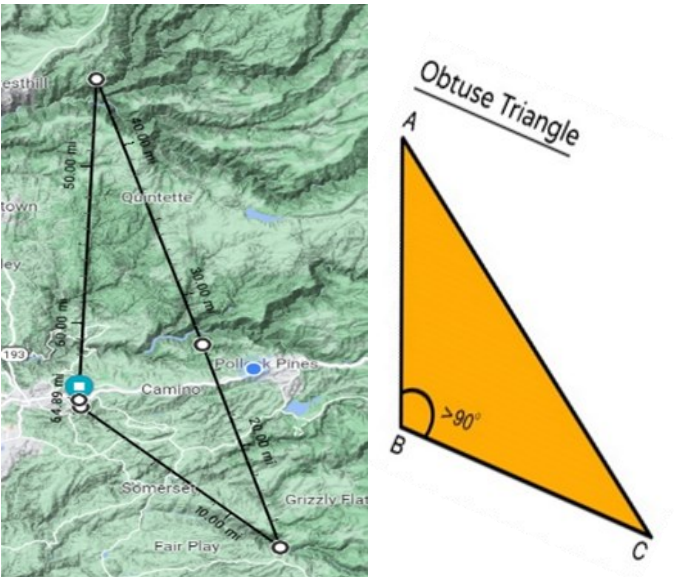 esthill
40.00 mi
50.00 mi
Quintette
town
ley
30.00 mi
60.00 mi
193
Pollock Pines
Camino
64.89 mi
20.00 mi
Somerset
10.00 mi
Grizzly Flat
Fair Play
Obtuse Triangle
A
>90°
B
C